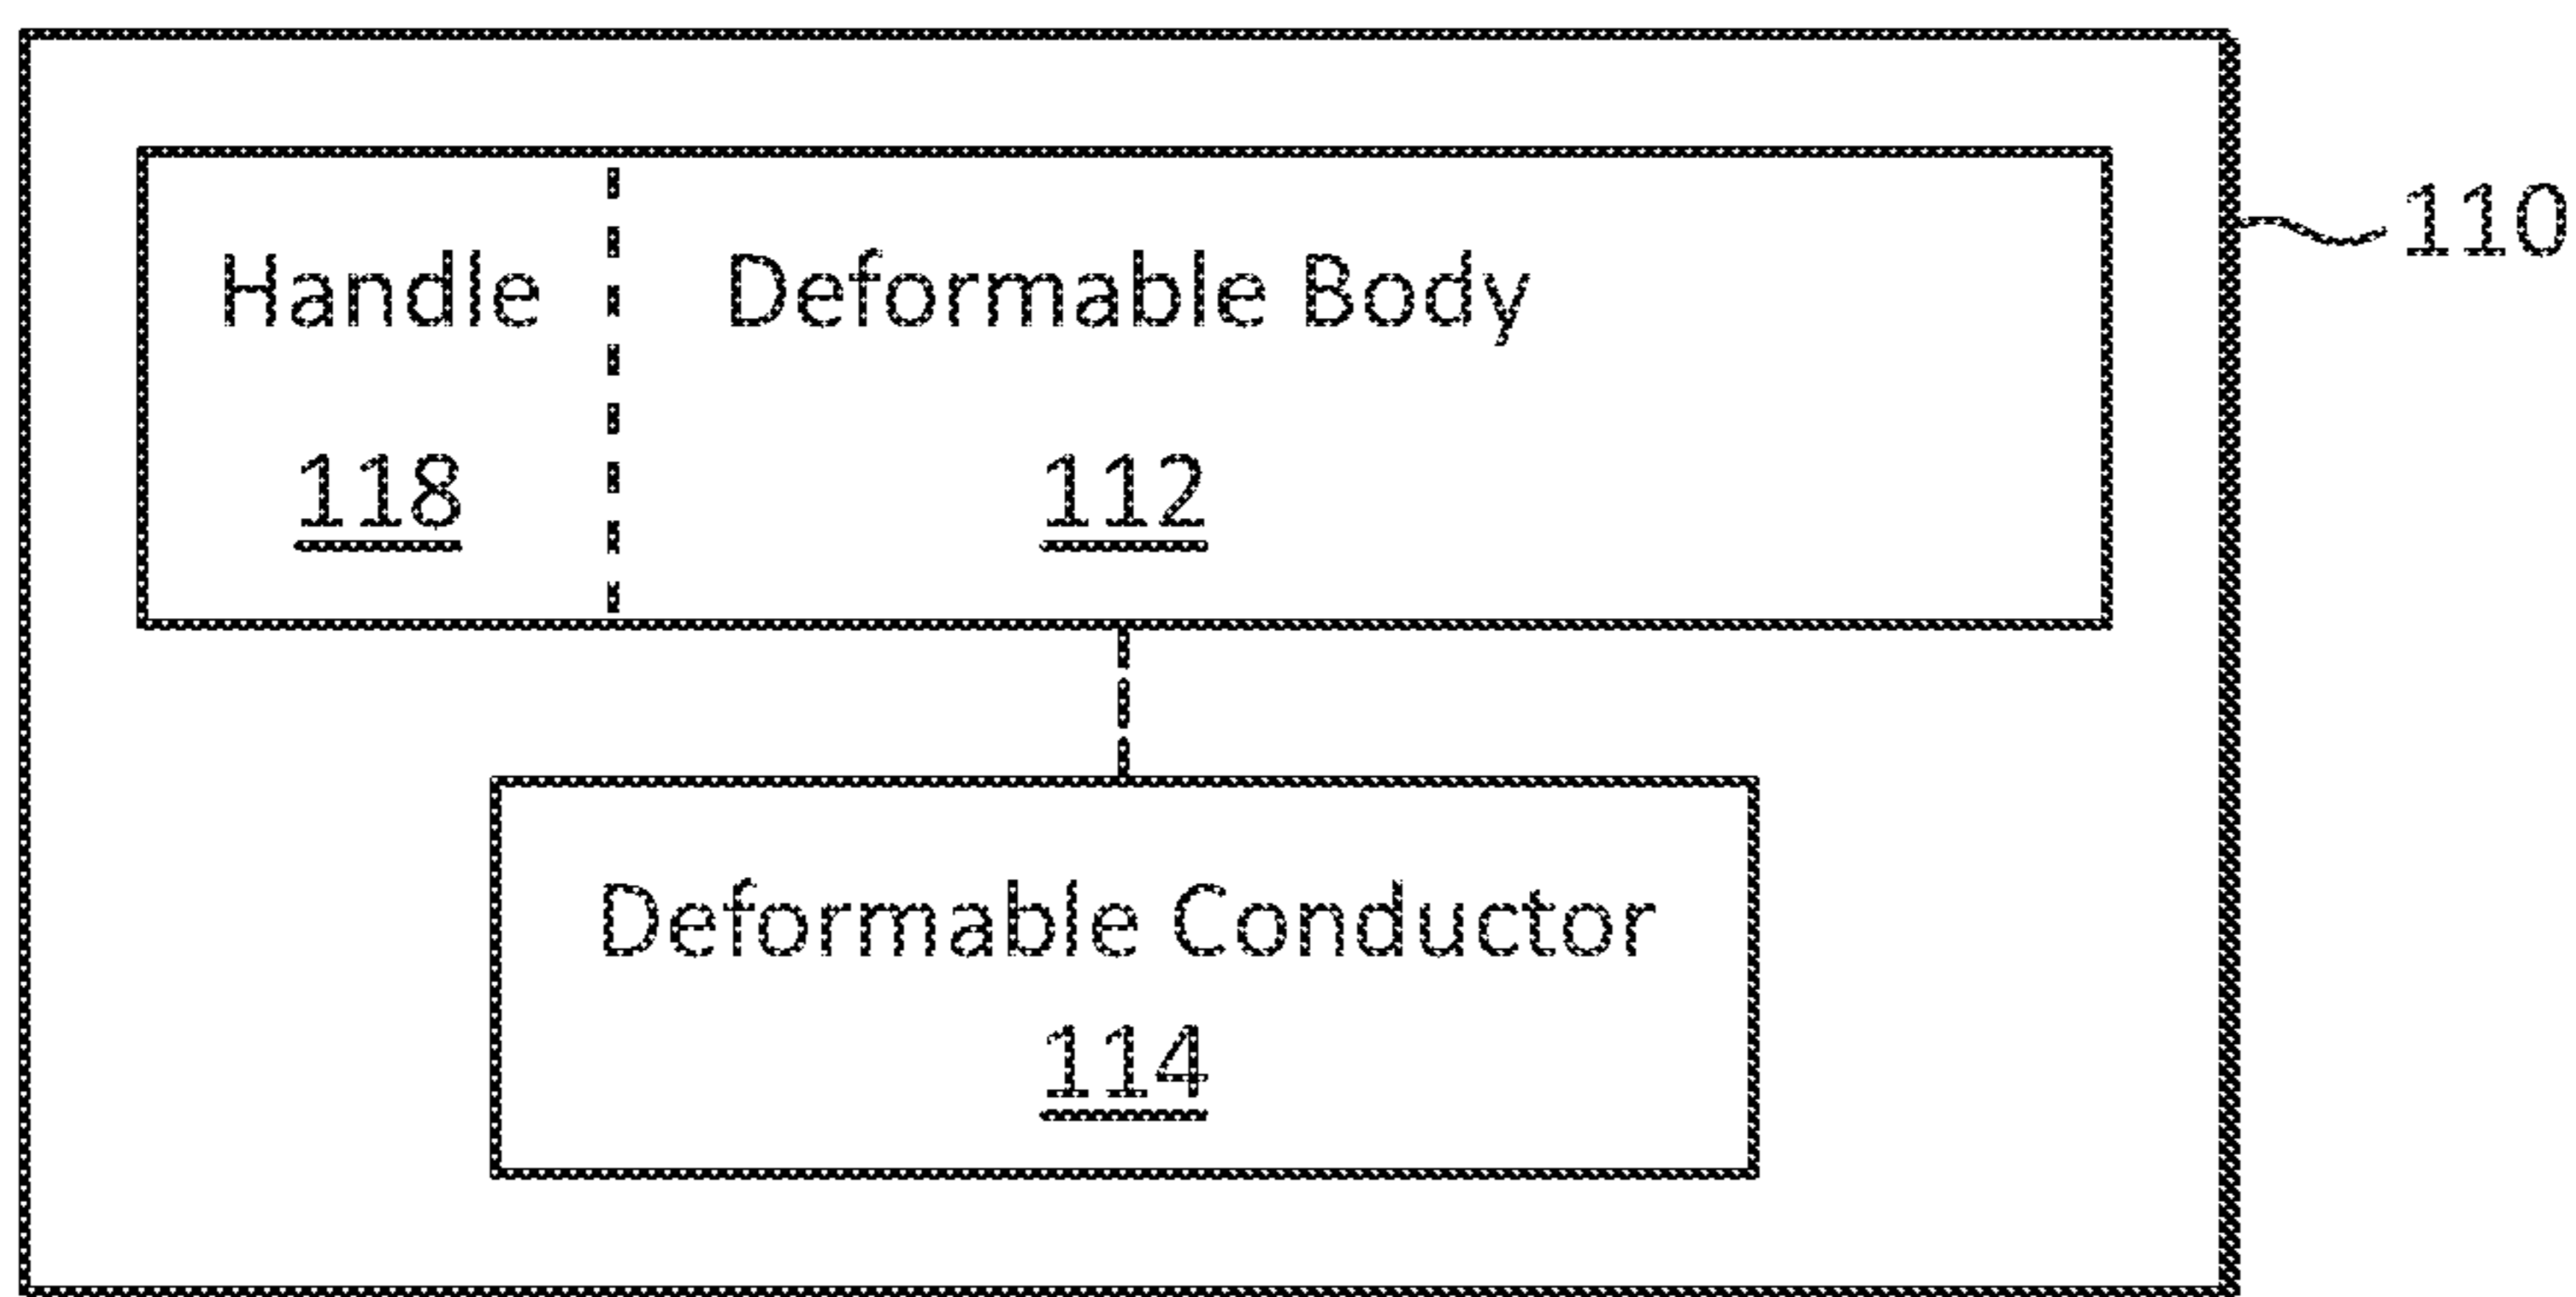 110
Handle
118
Deformable Body
112
Deformable Conductor
114